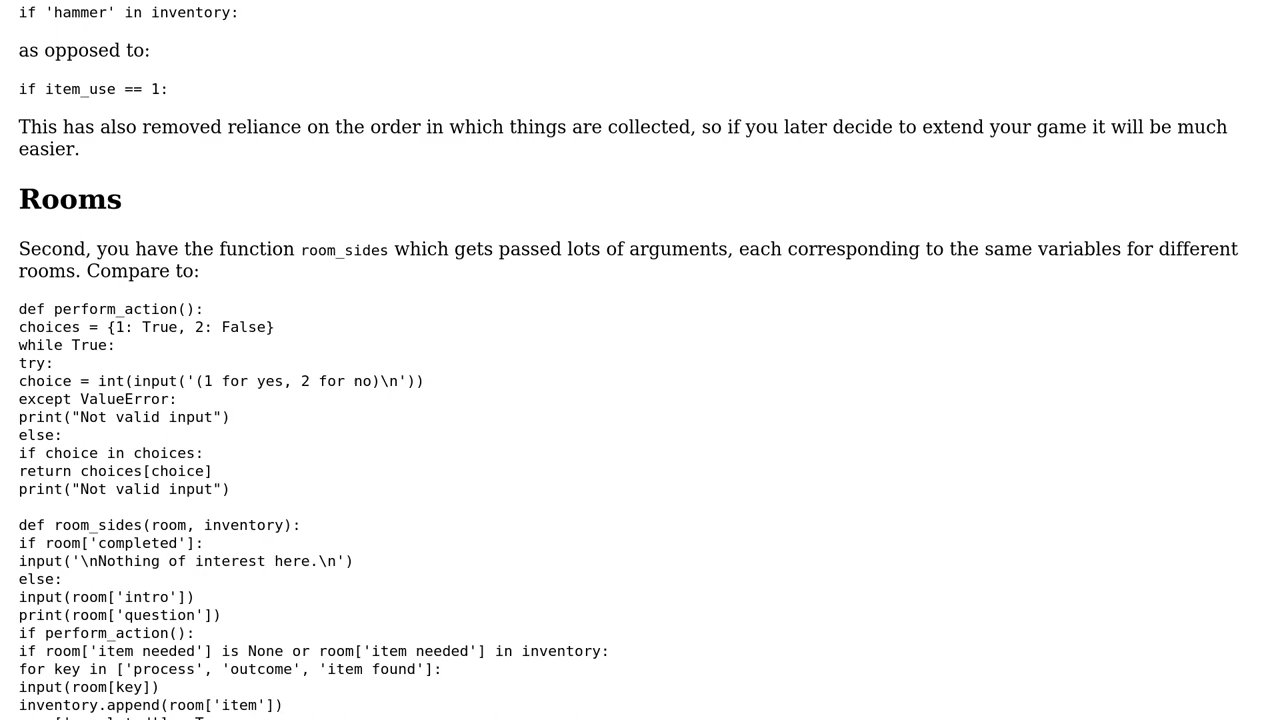 if 'hammer' in inventory:
as opposed to:
if item_use == 1:
This has also removed reliance on the order in which things are collected, so if you later decide to extend your game it will be much
easier.
Rooms
Second, you have the function room_sides which gets passed lots of arguments, each corresponding to the same variables for different
rooms. Compare to:
def perform_action():
choices = {1: True, 2: False}
while True:
try:
choice = int(input('(1 for yes, 2 for no)\n'))
except ValueError:
print("Not valid input")
else:
if choice in choices:
return choices[choice]
print("Not valid input")
def room_sides(room, inventory):
if room['completed']:
input('\nNothing of interest here.\n')
else:
input(room['intro'])
print(room['question'])
if perform_action():
if room['item needed'] is None or room['item needed'] in inventory:
for key in ['process', 'outcome', 'item found']:
input(room[key])
inventory.append(room['item'])